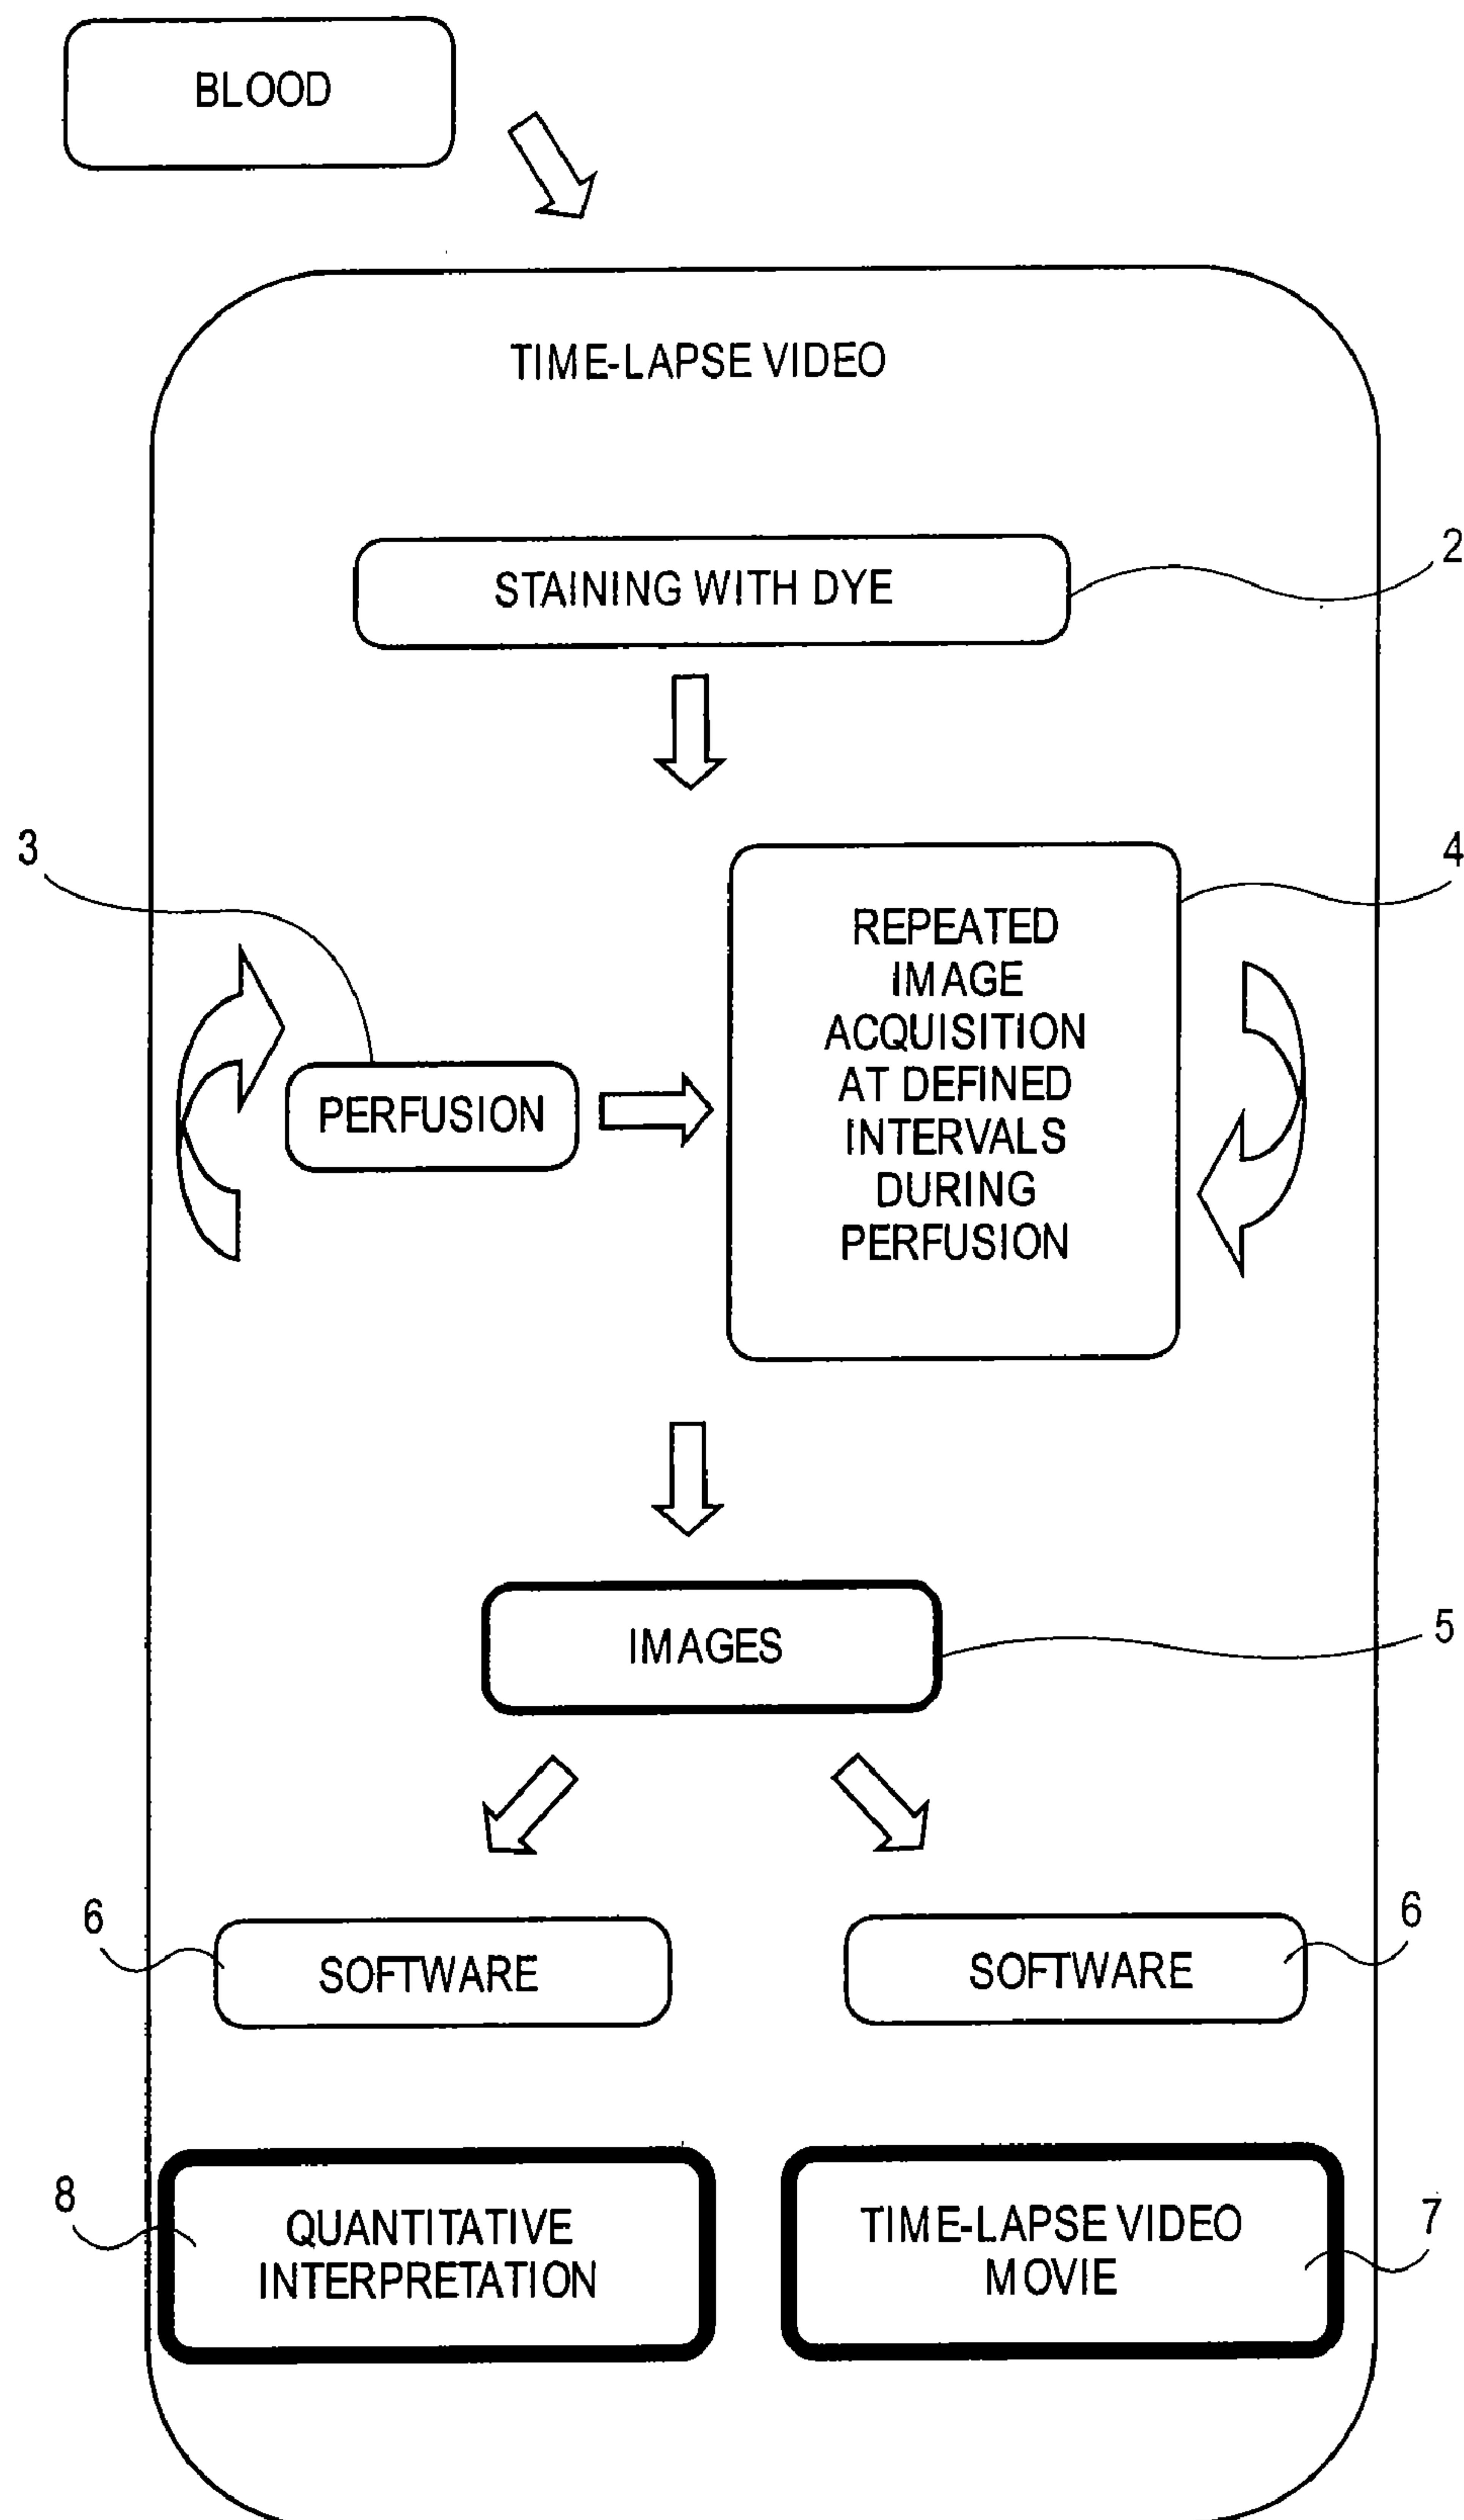 BLOOD
TIME-LAPSE VIDEO
STAINING WITH DYE
2
3
4
PERFUSION
REPEATED
IMAGE
ACQUISITION
AT DEFINED
INTERVALS
DURING
PERFUSION
IMAGES
5
6
SOFTWARE
SOFTWARE
6
8
QUANTITATIVE
INTERPRETATION
TIME-LAPSE VIDEO
MOVIE
7